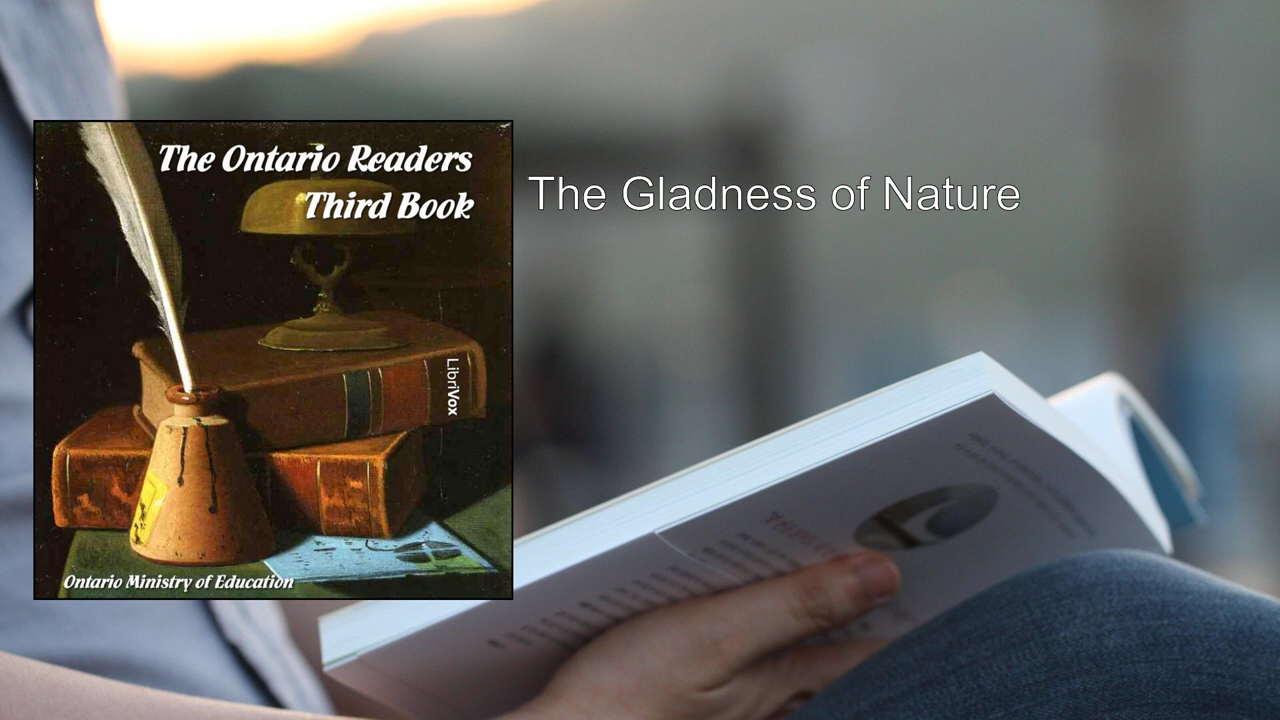 The Ontario Readers
Third Book
LibriVox
Ontario Ministry of Education
The Gladness of Nature